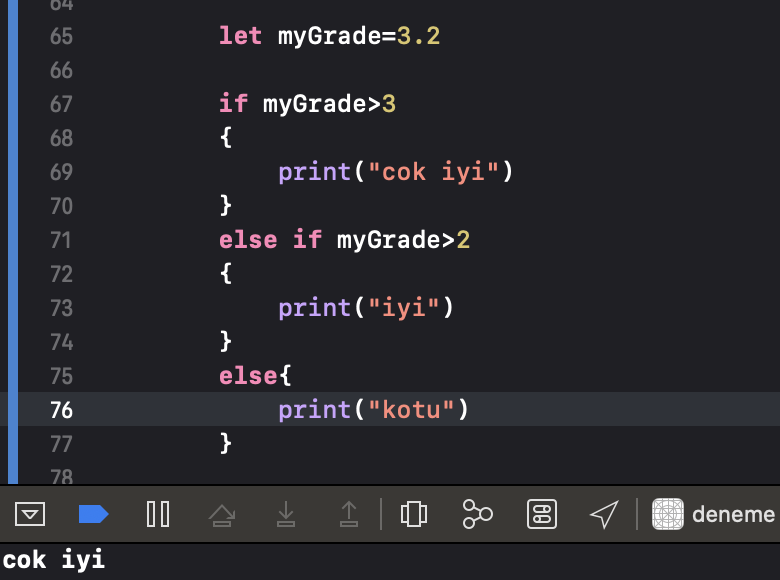 64
65 let myGrade=3.2
66
67 if myGrade>3
68 {
69 print("cok iyi")
70 }
71 else if myGrade>2
72 {
73 print("iyi")
74 }
75 else{
76 print("kotu")
77 }
78
deneme
cok iyi